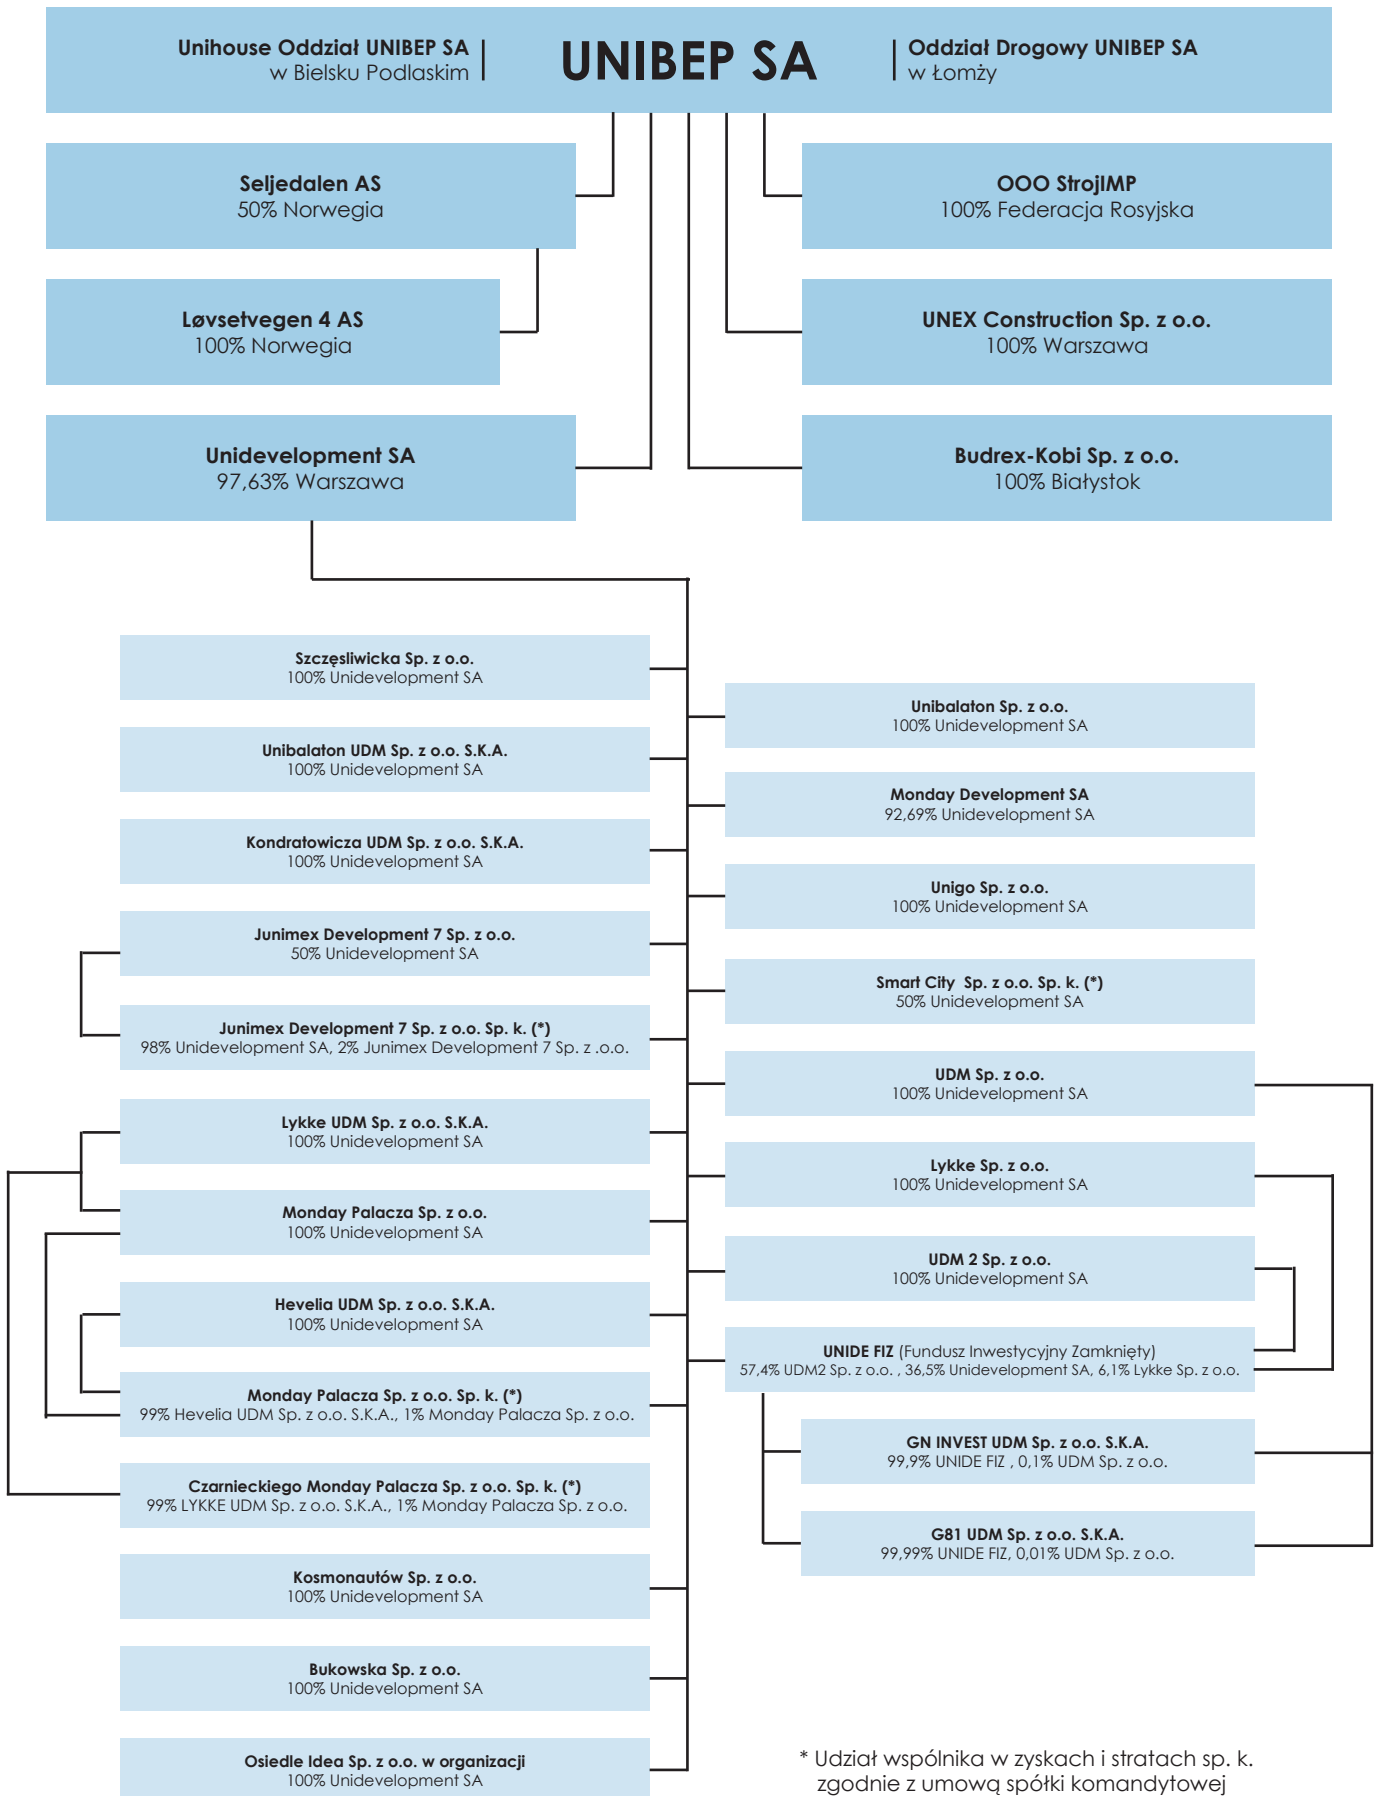 Unihouse Oddział UNIBEP SA
w Bielsku Podlaskim
UNIBEP SA
Oddział Drogowy UNIBEP SA
w Łomży
Seljedalen AS
50% Norwegia
OOO StrojIMP
100% Federacja Rosyjska
Løvsetvegen 4 AS
100% Norwegia
UNEX Construction Sp. z o.o.
100% Warszawa
Unidevelopment SA
97,63% Warszawa
Budrex-Kobi Sp. z o.o.
100% Białystok
Szczęsliwicka Sp. z o.o.
100% Unidevelopment SA
Unibalaton UDM Sp. z o.o. S.K.A.
100% Unidevelopment SA
Kondratowicza UDM Sp. z o.o. S.K.A.
100% Unidevelopment SA
Junimex Development 7 Sp. z o.o.
50% Unidevelopment SA
Junimex Development 7 Sp. z o.o. Sp. k. (*)
98% Unidevelopment SA, 2% Junimex Development 7 Sp. z .o.o.
Lykke UDM Sp. z o.o. S.K.A.
100% Unidevelopment SA
Monday Palacza Sp. z o.o.
100% Unidevelopment SA
Hevelia UDM Sp. z o.o. S.K.A.
100% Unidevelopment SA
Monday Palacza Sp. z o.o. Sp. k. (*)
99% Hevelia UDM Sp. z o.o. S.K.A., 1% Monday Palacza Sp. z o.o.
Czarnieckiego Monday Palacza Sp. z o.o. Sp. k. (*)
99% LYKKE UDM Sp. z o.o. S.K.A., 1% Monday Palacza Sp. z o.o.
Kosmonautów Sp. z o.o.
100% Unidevelopment SA
Bukowska Sp. z o.o.
100% Unidevelopment SA
Osiedle Idea Sp. z o.o. w organizacji
100% Unidevelopment SA
Unibalaton Sp. z o.o.
100% Unidevelopment SA
Monday Development SA
92,69% Unidevelopment SA
Unigo Sp. z o.o.
100% Unidevelopment SA
Smart City Sp. z o.o. Sp. k. (*)
50% Unidevelopment SA
UDM Sp. z o.o.
100% Unidevelopment SA
Lykke Sp. z o.o.
100% Unidevelopment SA
UDM 2 Sp. z o.o.
100% Unidevelopment SA
UNIDE FIZ (Fundusz Inwestycyjny Zamknięty)
57,4% UDM2 Sp. z o.o. , 36,5% Unidevelopment SA, 6,1% Lykke Sp. z o.o.
GN INVEST UDM Sp. z o.o. S.K.A.
99,9% UNIDE FIZ , 0,1% UDM Sp. z o.o.
G81 UDM Sp. z o.o. S.K.A.
99,99% UNIDE FIZ, 0,01% UDM Sp. z o.o.
* Udział wspólnika w zyskach i stratach sp. k.
zgodnie z umową spółki komandytowej